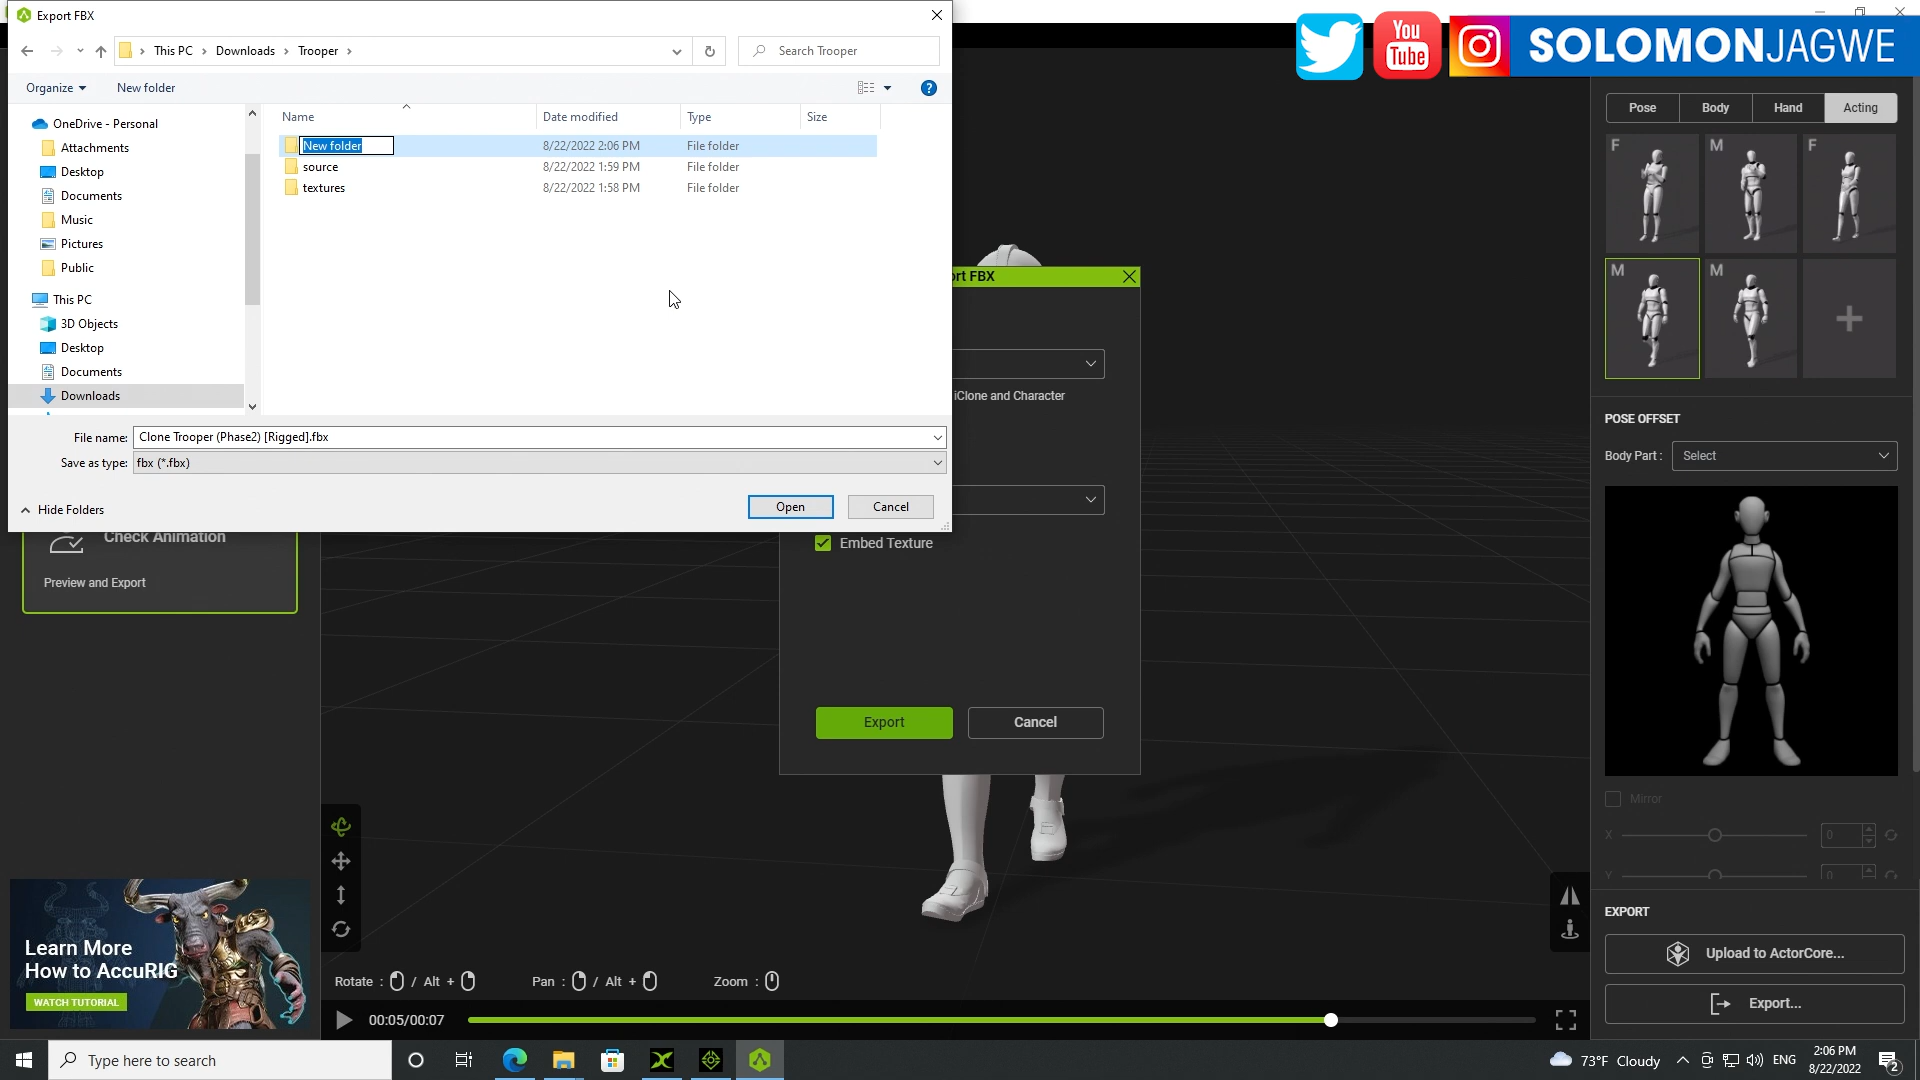 Export FBX
This PC
Downloads
Trooper
Search Trooper
You
Tube
SOLOMONJAGWE
Organize
New folder
Name
Date modified
Type
Size
New folder
8/22/2022 2:06 PM
File folder
source
8/22/2022 1:59 PM
File folder
textures
8/22/2022 1:58 PM
File folder
OneDrive - Personal
Attachments
Desktop
Documents
Music
Pictures
Public
This PC
3D Objects
Desktop
Documents
Downloads
File name:
Clone Trooper (Phase2) [Rigged].fbx
Save as type:
fbx (*.fbx)
Hide Folders
Open
Cancel
ort FBX
iClone and Character
Embed Texture
Export
Cancel
Check Animation
Preview and Export
Pose
Body
Hand
Acting
F
M
F
M
M
POSE OFFSET
Body Part :
Select
Mirror
X
0
Y
0
EXPORT
Upload to ActorCore...
Export...
Learn More
How to AccuRIG
WATCH TUTORIAL
Rotate : / Alt +
Pan : / Alt +
Zoom :
00:05/00:07
Type here to search
73°F Cloudy
ENG
2:06 PM
8/22/2022
2